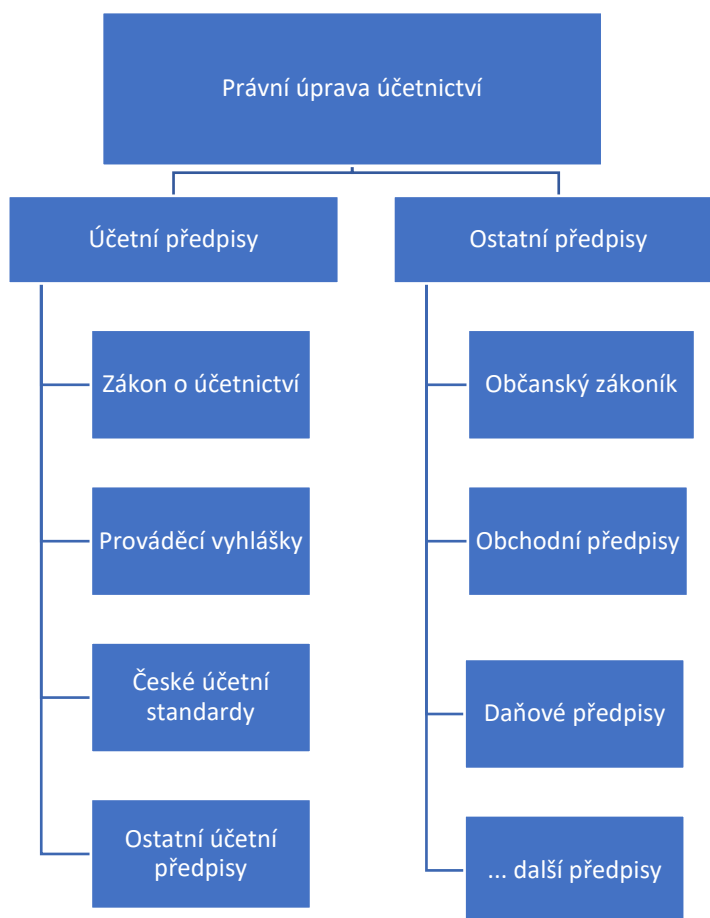 Právní úprava účetnictví
Účetní předpisy
Zákon o účetnictví
Prováděcí vyhlášky
České účetní
standardy
Ostatní účetní
předpisy
Ostatní předpisy
Občanský zákoník
Obchodní předpisy
Daňové předpisy
... další předpisy